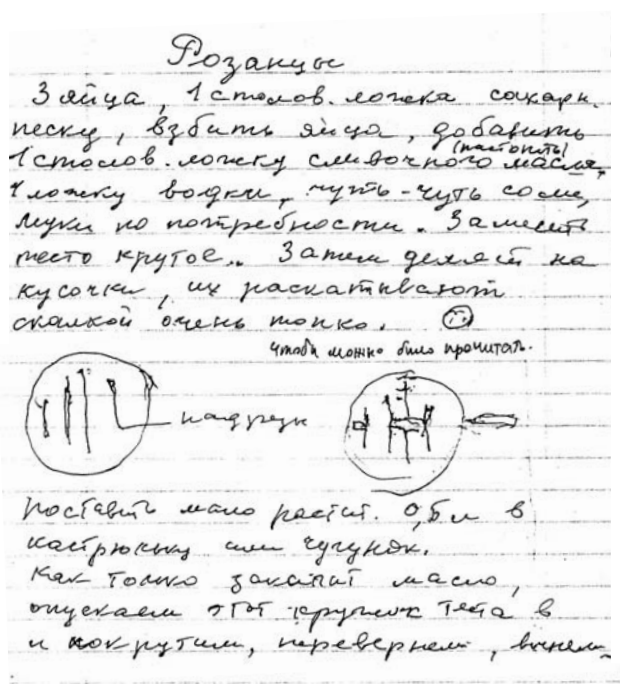 Розанцы
3 яйца, 1 столов. ложка сахарн.
песку, взбить яйца, добавить
(растопить)
1 столов. ложку сливочного масла,
1 ложку водки, чуть-чуть соли,
муки по потребности. Замесить
тесто крутое.. Затем делят на
кусочки, их раскатывают
скалкой очень тонко.
чтобы можно было прочитать.
надрезы
поставить масло растит. 0,5 л в
кастрюльку или чугунок.
Как только закипит масло,
опускаем этот кружок теста в
и покрутим, перевернем, вынем